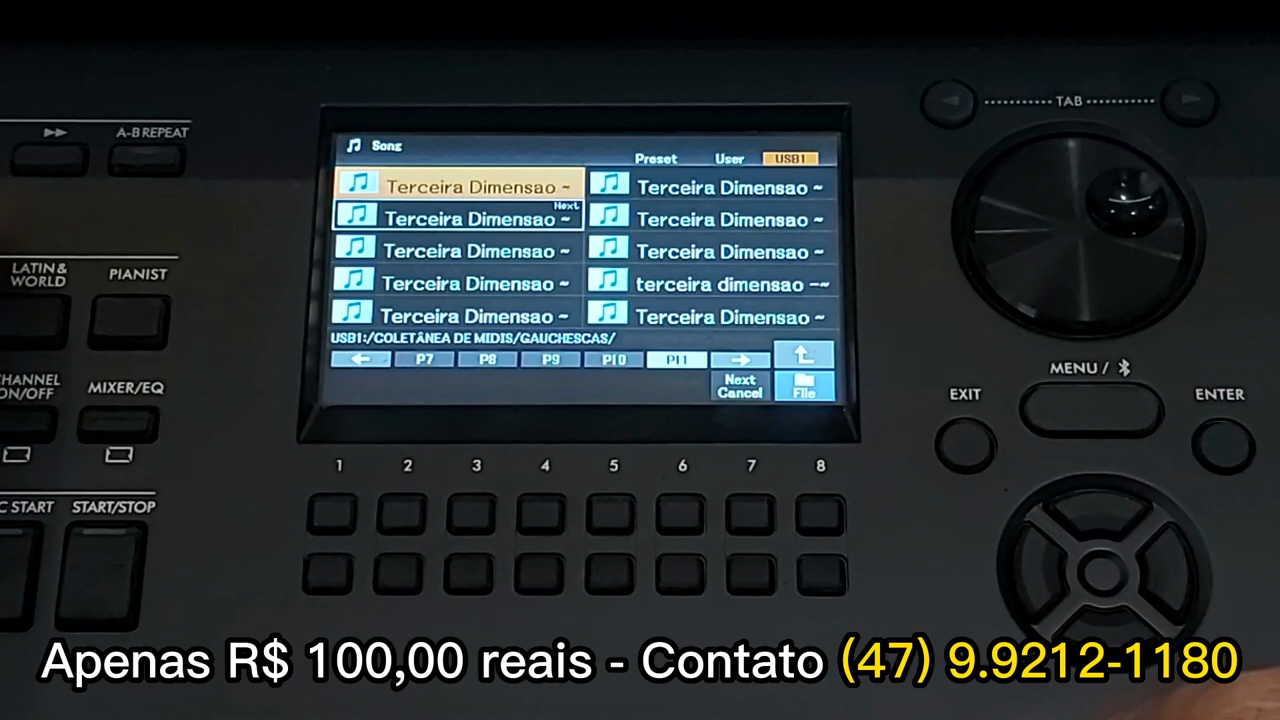 A-B REPEAT
TAB
Song
Preset User USB1
Terceira Dimensao ~ Terceira Dimensao ~
Next
Terceira Dimensao ~ Terceira Dimensao ~
Terceira Dimensao ~ Terceira Dimensao ~
Terceira Dimensao ~ terceira dimensao -~
Terceira Dimensao ~ Terceira Dimensao ~
USB1:/COLETÂNEA DE MIDIS/GAUCHESCAS/
P7 P8 P9 P10 P11
Next
Cancel
File
LATIN &
WORLD
PIANIST
CHANNEL
ON/OFF
MIXER/EQ
MENU /
EXIT
ENTER
1 2 3 4 5 6 7 8
C START
START/STOP
Apenas R$ 100,00 reais - Contato (47) 9.9212-1180